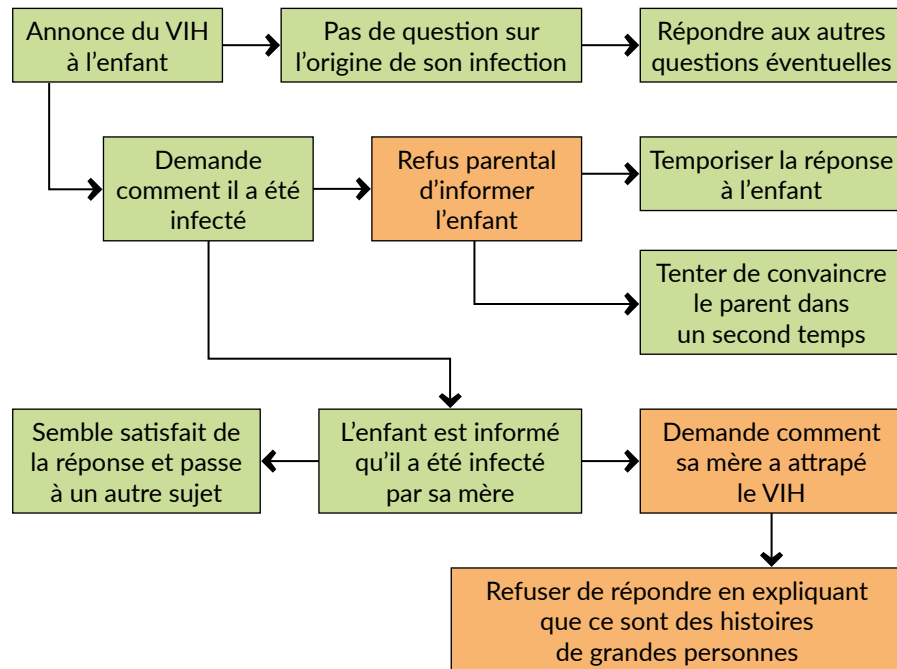 Annonce du VIH
à l’enfant
Pas de question sur
l’origine de son infection
Répondre aux autres
questions éventuelles
Demande
comment il a été
infecté
Refus parental
d’informer
l’enfant
Temporiser la réponse
à l’enfant
Tenter de convaincre
le parent dans
un second temps
Semble satisfait de
la réponse et passe
à un autre sujet
L’enfant est informé
qu’il a été infecté
par sa mère
Demande comment
sa mère a attrapé
le VIH
Refuser de répondre en expliquant
que ce sont des histoires
de grandes personnes